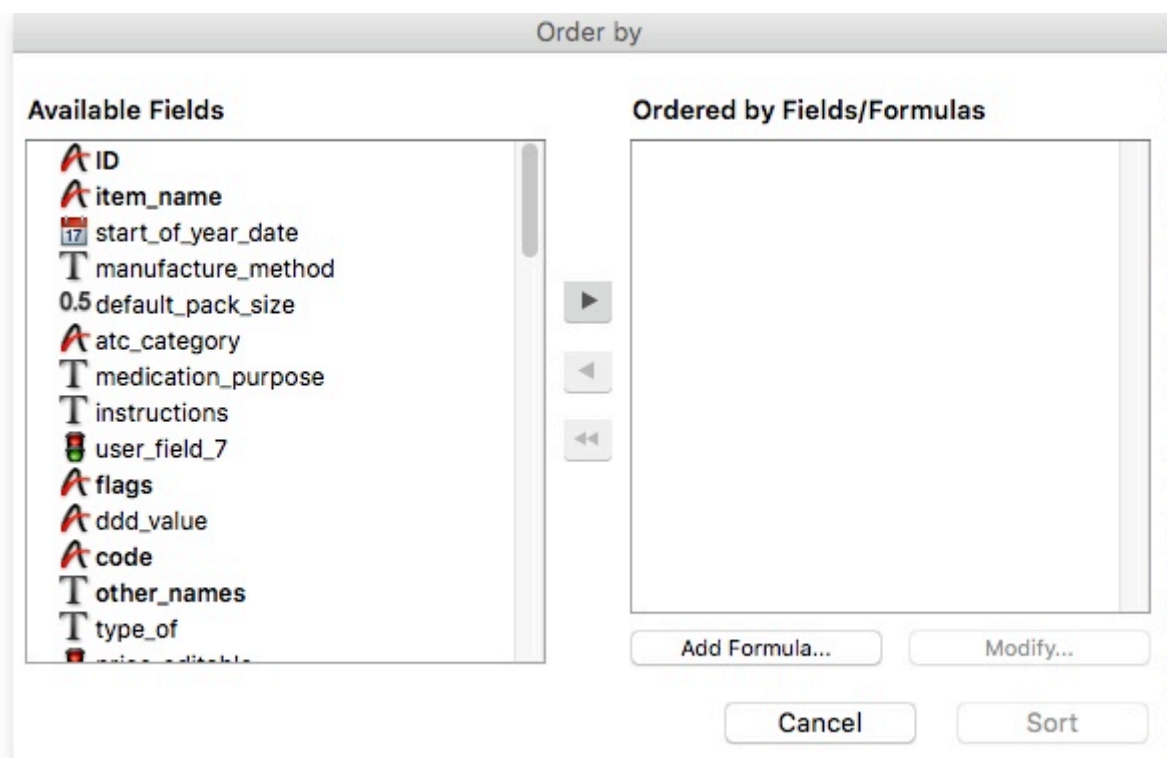 Order by
Available Fields
ID
item_name
start_of_year_date
manufacture_method
0.5 default_pack_size
atc_category
medication_purpose
instructions
user_field_7
flags
ddd_value
code
other_names
type_of
Ordered by Fields/Formulas
Add Formula...
Modify...
Cancel
Sort